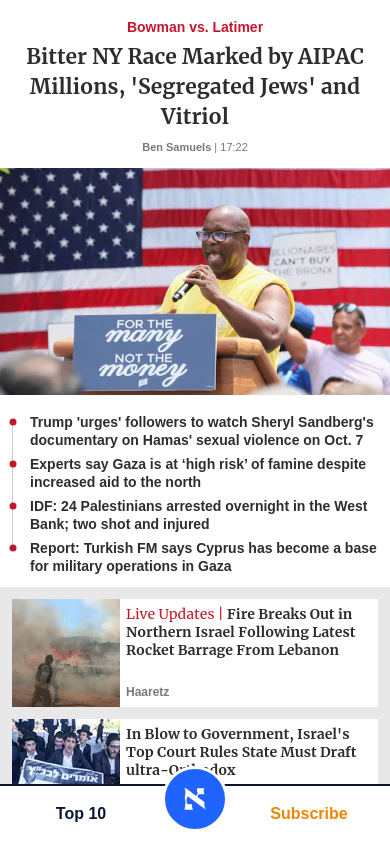 Bowman vs. Latimer
Bitter NY Race Marked by AIPAC
Millions, 'Segregated Jews' and
Vitriol
Ben Samuels | 17:22
BILLIONAIRES
CAN'T BUY
THE BRONX
FOR THE
many
NOT THE
money
Trump 'urges' followers to watch Sheryl Sandberg's
documentary on Hamas' sexual violence on Oct. 7
Experts say Gaza is at ‘high risk’ of famine despite
increased aid to the north
IDF: 24 Palestinians arrested overnight in the West
Bank; two shot and injured
Report: Turkish FM says Cyprus has become a base
for military operations in Gaza
Live Updates | Fire Breaks Out in
Northern Israel Following Latest
Rocket Barrage From Lebanon
Haaretz
In Blow to Government, Israel's
Top Court Rules State Must Draft
ultra-Orthodox
Top 10
Subscribe